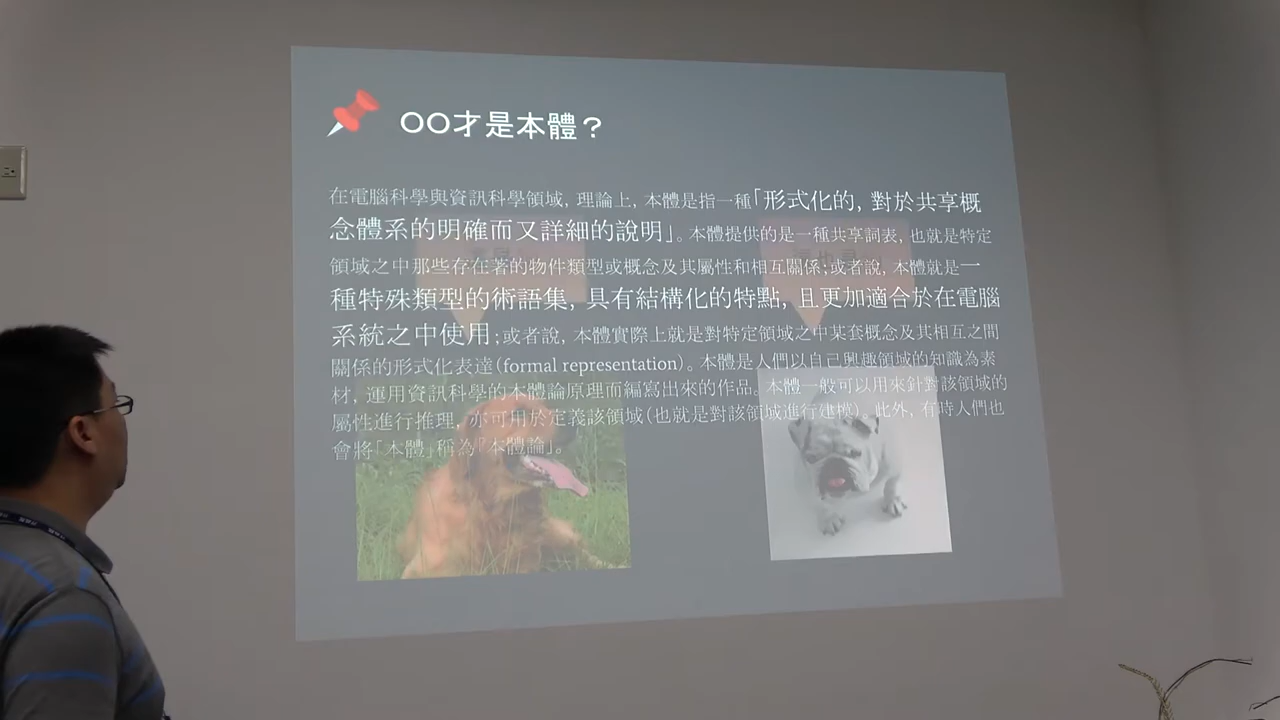 OO才是本體？
在電腦科學與資訊科學領域, 理論上, 本體是指一種「形式化的, 對於共享概
念體系的明確而又詳細的說明」。本體提供的是一種共享詞表, 也就是特定
領域之中那些存在著的物件類型或概念及其屬性和相互關係;或者說, 本體就是一
種特殊類型的術語集, 具有結構化的特點, 且更加適合於在電腦
系統之中使用;或者說, 本體實際上就是對特定領域之中某套概念及其相互之間
關係的形式化表達(formal representation)。本體是人們以自己興趣領域的知識為素
材, 運用資訊科學的本體論原理而編寫出來的作品。本體一般可以用來針對該領域的
屬性進行推理, 亦可用於定義該領域(也就是對該領域進行建模)。此外, 有時人們也
會將「本體」稱為「本體論」。